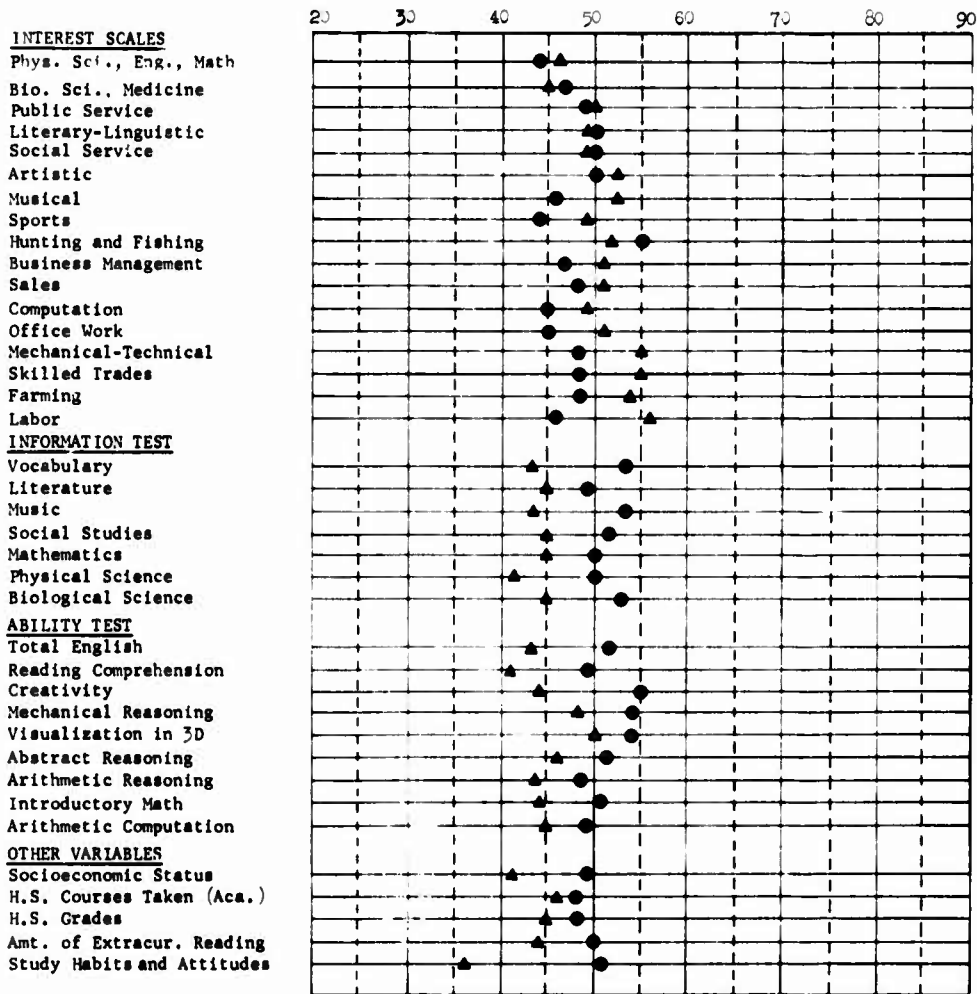 20 30 40 50 60 70 80 90
INTEREST SCALES
Phys. Sci., Eng., Math
Bio. Sci., Medicine
Public Service
Literary-Linguistic
Social Service
Artistic
Musical
Sports
Hunting and Fishing
Business Management
Sales
Computation
Office Work
Mechanical-Technical
Skilled Trades
Farming
Labor
INFORMATION TEST
Vocabulary
Literature
Music
Social Studies
Mathematics
Physical Science
Biological Science
ABILITY TEST
Total English
Reading Comprehension
Creativity
Mechanical Reasoning
Visualization in 3D
Abstract Reasoning
Arithmetic Reasoning
Introductory Math
Arithmetic Computation
OTHER VARIABLES
Socioeconomic Status
H.S. Courses Taken (Aca.)
H.S. Grades
Amt. of Extracur. Reading
Study Habits and Attitudes